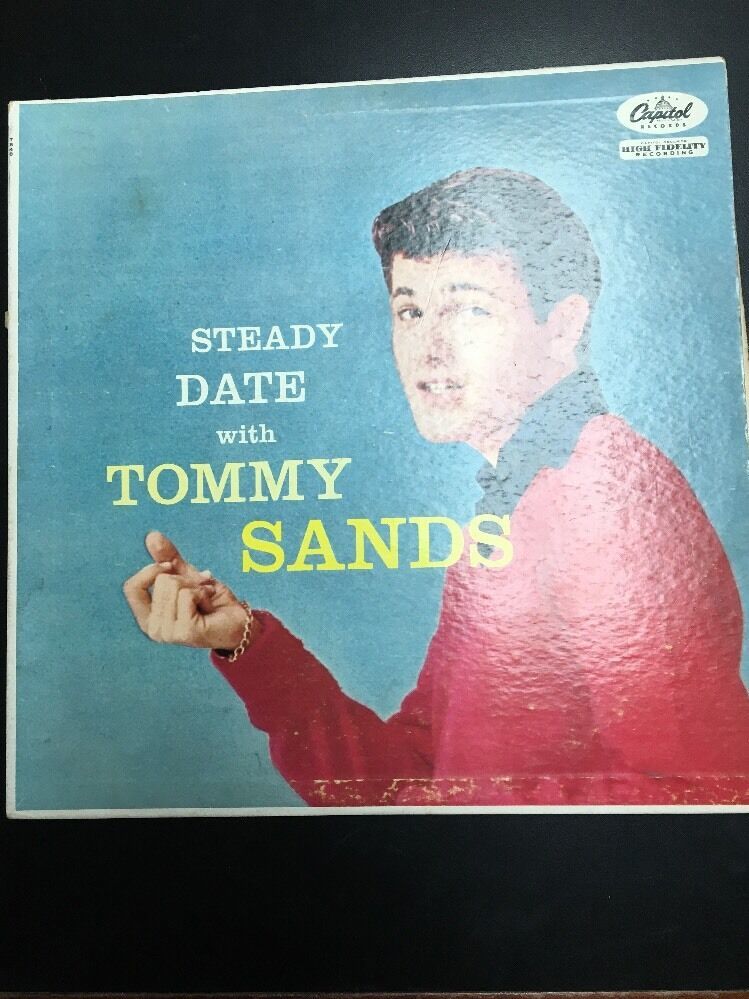 Capitol
RECORDS
HIGH FIDELITY
RECORDING
STEADY
DATE
with
TOMMY
SANDS